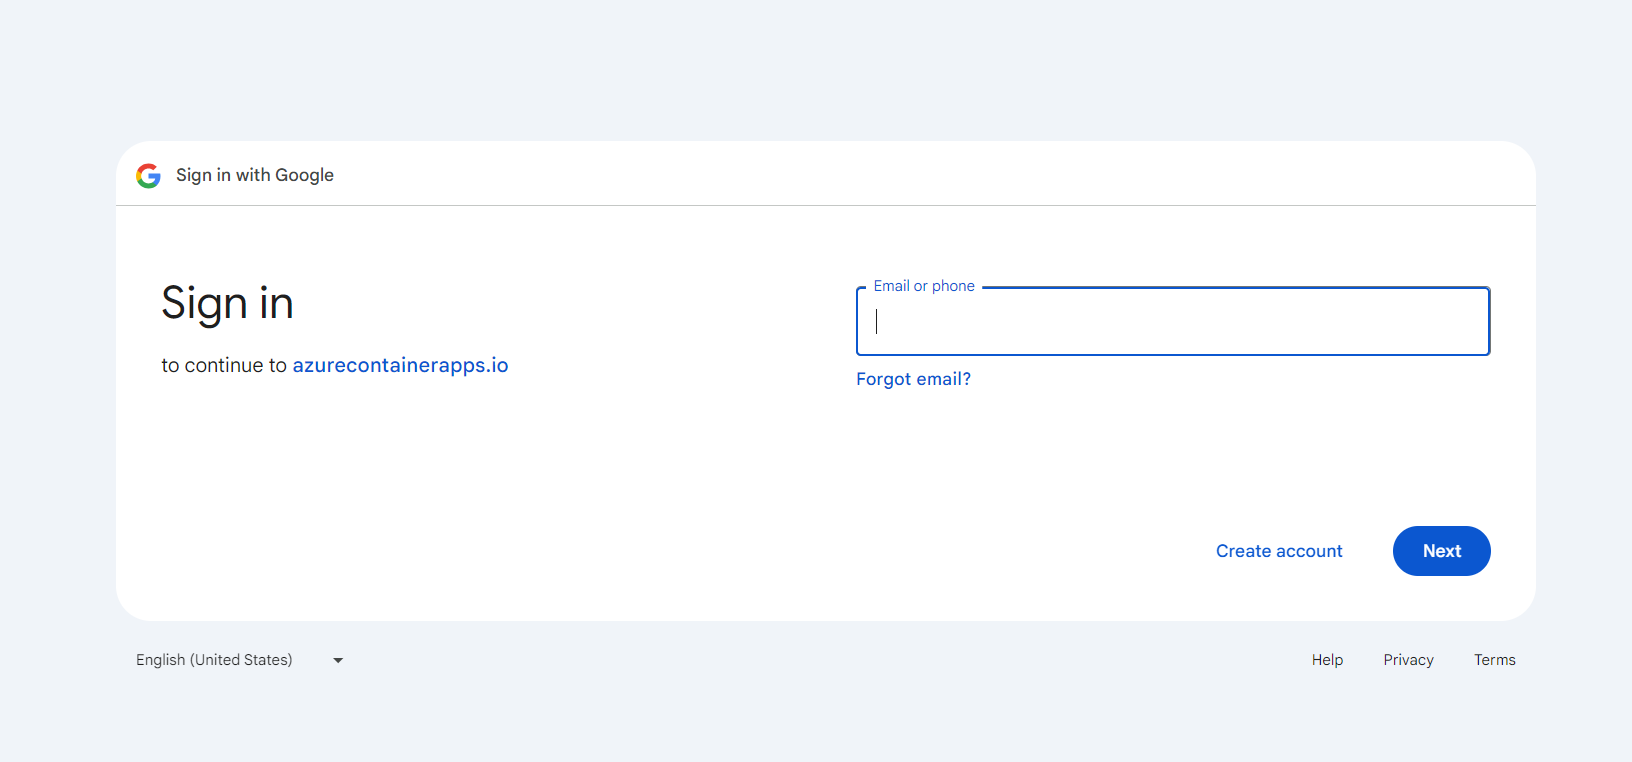 Sign in with Google
Sign in
to continue to azurecontainerapps.io
Email or phone
Forgot email?
Create account
Next
English (United States)
Help
Privacy
Terms